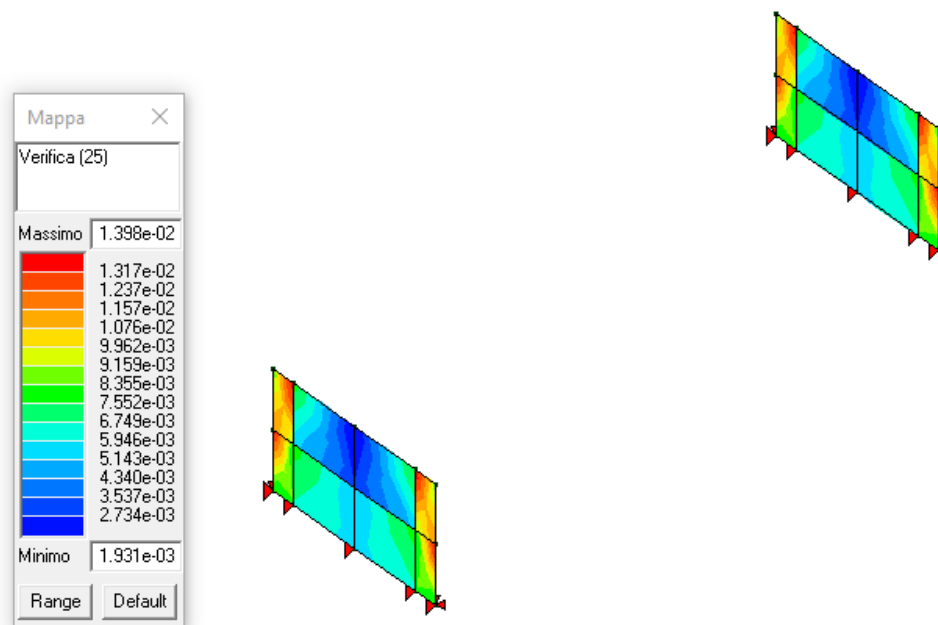 Mappa
Verifica (25)
Massimo 1.398e-02
1.317e-02
1.237e-02
1.157e-02
1.076e-02
9.962e-03
9.159e-03
8.355e-03
7.552e-03
6.749e-03
5.946e-03
5.143e-03
4.340e-03
3.537e-03
2.734e-03
Minimo 1.931e-03
Range Default